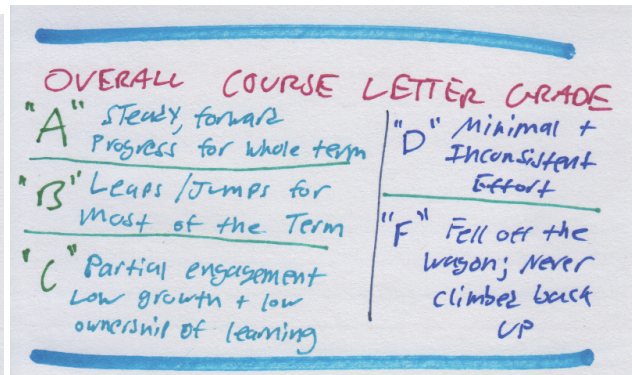 OVERALL COURSE LETTER GRADE
"A" Steady, forward
Progress for whole term
"B" Leaps / Jumps for
Most of the Term
"C" Partial engagement
Low growth + low
ownership of learning
"D" Minimal +
Inconsistent
Effort
"F" Fell off the
wagon; Never
climbed back
up